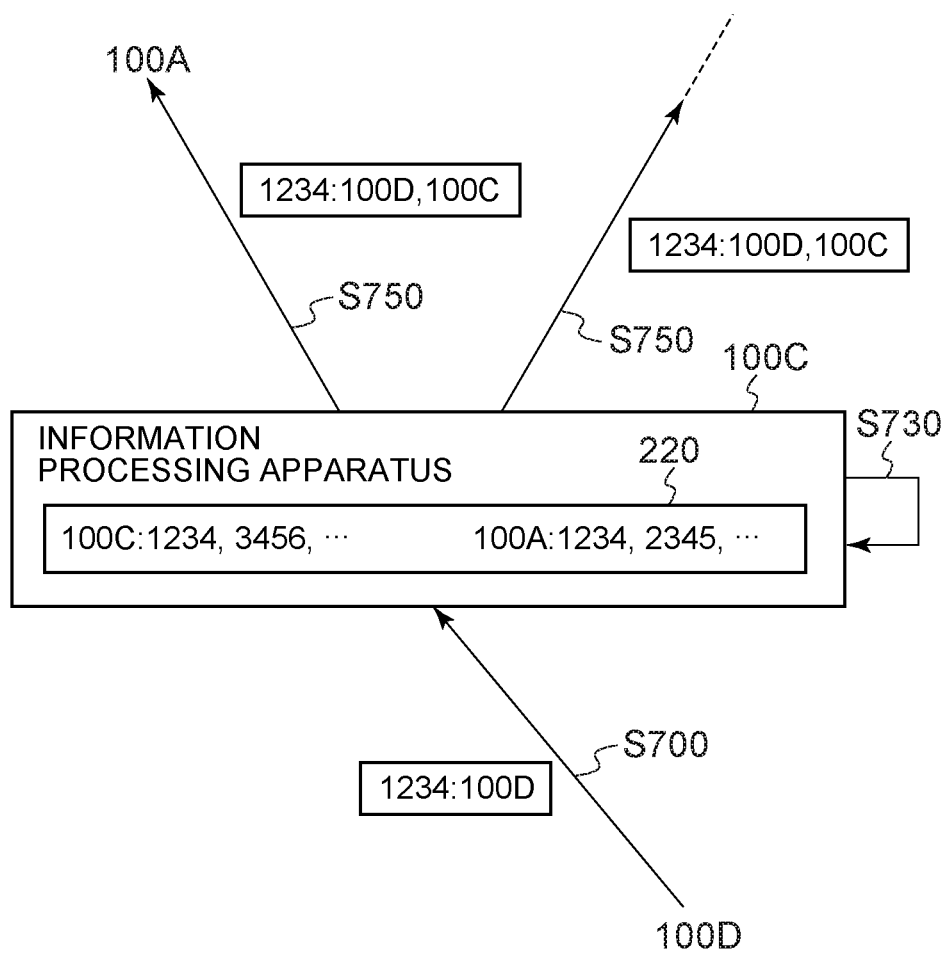 100A
1234:100D,100C
1234:100D,100C
S750
S750
100C
S730
INFORMATION
PROCESSING APPARATUS
220
100C:1234, 3456, ··· 100A:1234, 2345, ···
S700
1234:100D
100D